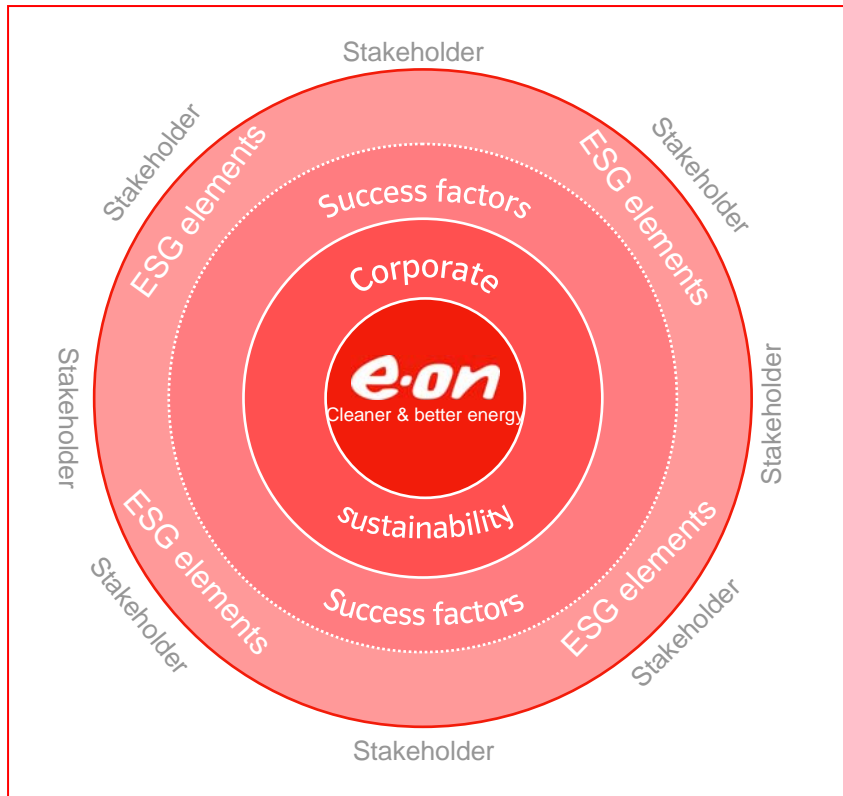 Stakeholder
Stakeholder
Stakeholder
ESG elements
ESG elements
Success factors
Corporate
e·on
Cleaner & better energy
Stakeholder
Stakeholder
sustainability
ESG elements
ESG elements
Success factors
Stakeholder
Stakeholder
Stakeholder